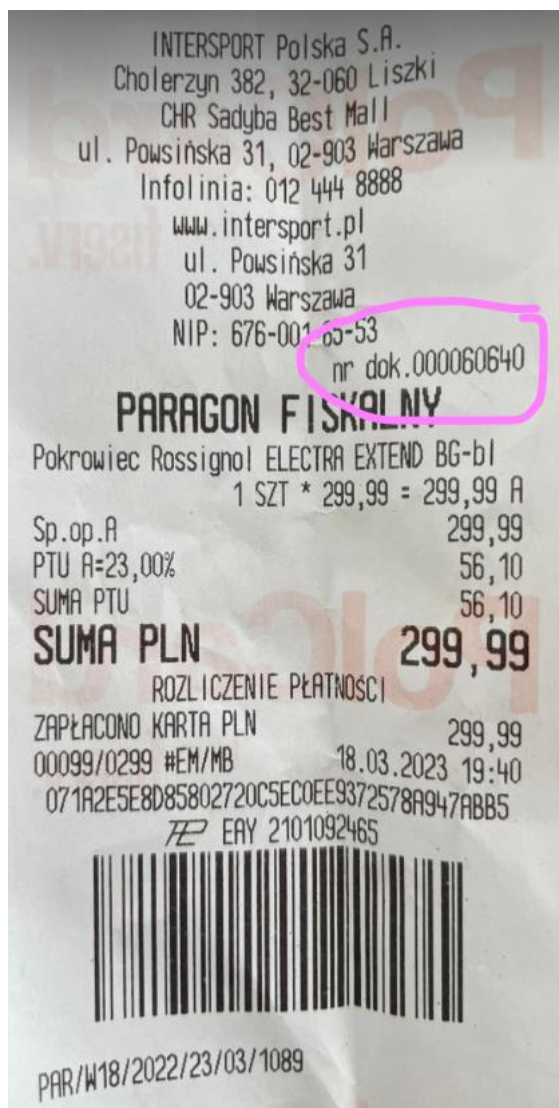 INTERSPORT Polska S.A.
Cholerzyn 382, 32-060 Liszki
CHR Sadyba Best Mall
ul. Powsińska 31, 02-903 Warszawa
Infolinia: 012 444 8888
www.intersport.pl
ul. Powsińska 31
02-903 Warszawa
NIP: 676-001-65-53
nr dok.000060640
PARAGON FISKALNY
Pokrowiec Rossignol ELECTRA EXTEND BG-bl
1 SZT * 299,99 = 299,99 A
Sp.op.A 299,99
PTU A=23,00% 56,10
SUMA PTU 56,10
SUMA PLN 299,99
ROZLICZENIE PŁATNOŚCI
ZAPŁACONO KARTA PLN 299,99
00099/0299 #EM/MB 18.03.2023 19:40
071A2E5E8D85802720C5EC0EE9372578A947ABB5
EAY 2101092465
PAR/W18/2022/23/03/1089